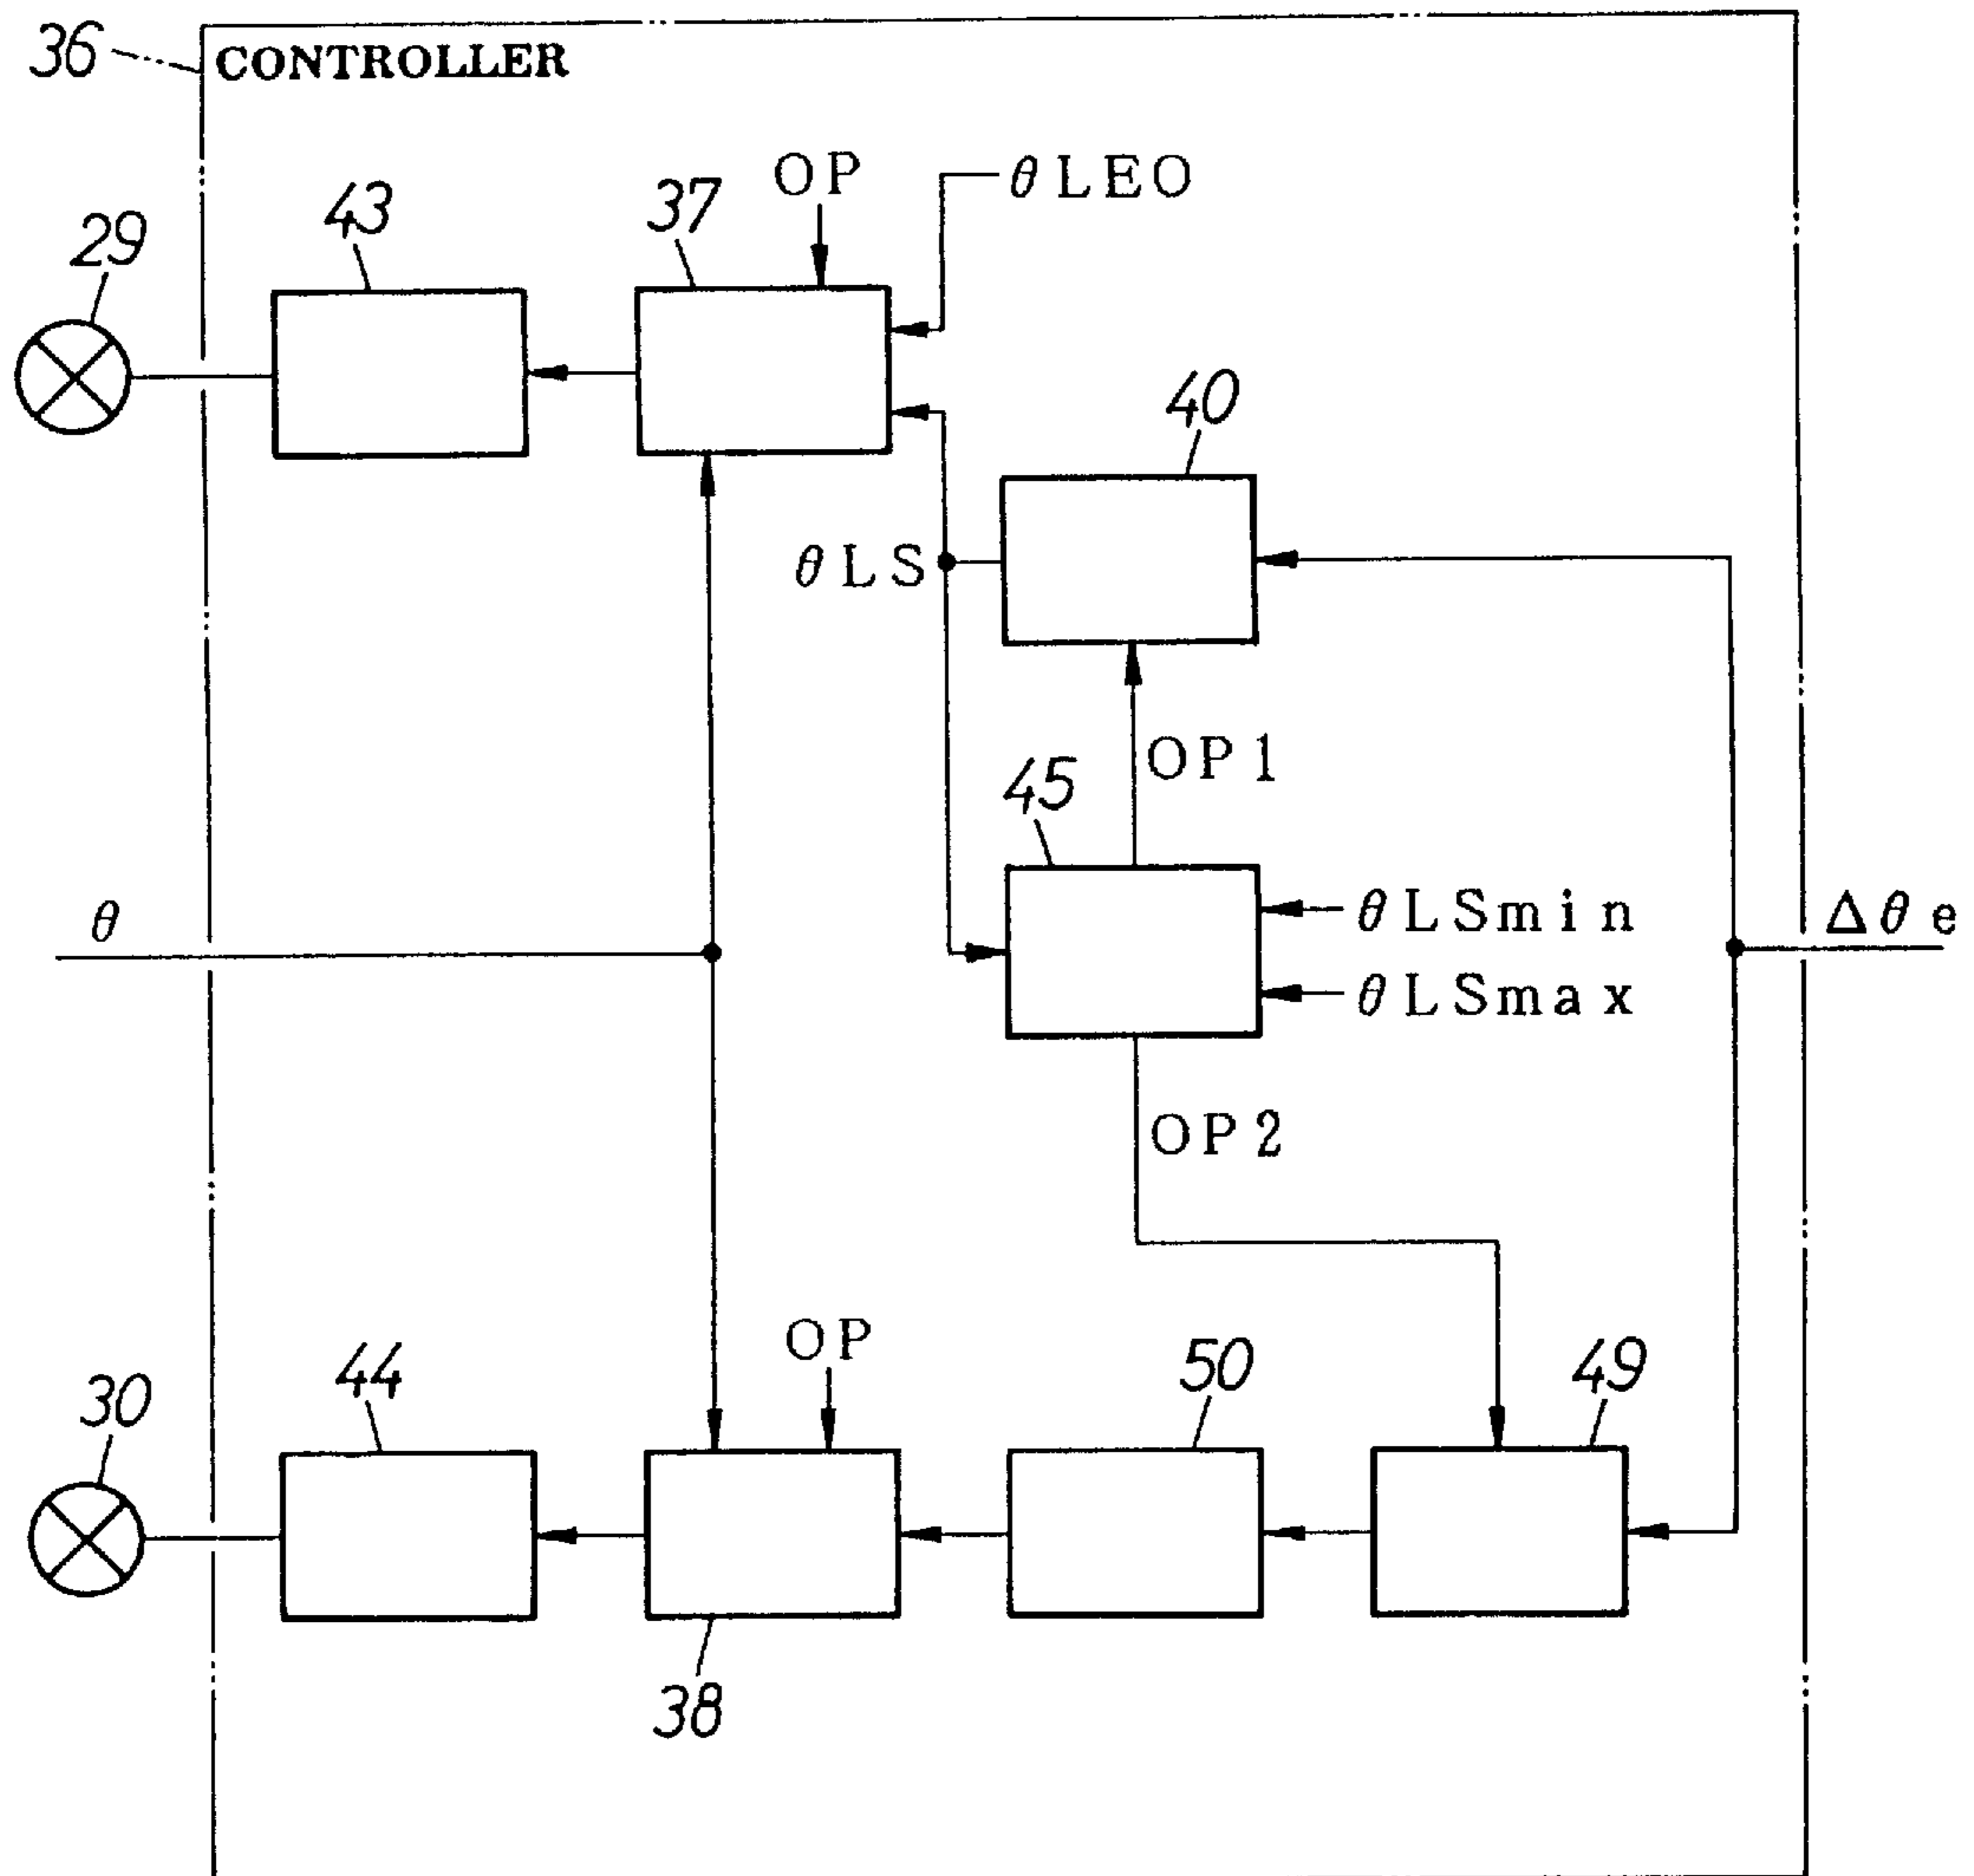 36
CONTROLLER
OP
θLEO
43
37
29
40
θLS
OP1
45
θ
θLSmin
Δθe
θLSmax
OP2
OP
44
50
49
30
38